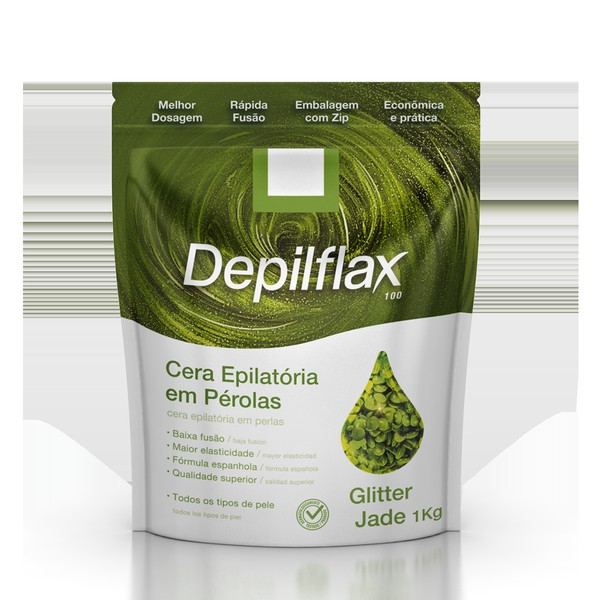 Melhor Dosagem
Rápida Fusão
Embalagem com Zip
Econômica e prática
Depilflax
100
Cera Epilatória
em Pérolas
cera epilatória em perlas
• Baixa fusão / baja fusión
• Maior elasticidade / mayor elasticidad
• Fórmula espanhola / fórmula española
• Qualidade superior / calidad superior
• Todos os tipos de pele
todos los tipos de piel
Glitter
Jade 1Kg